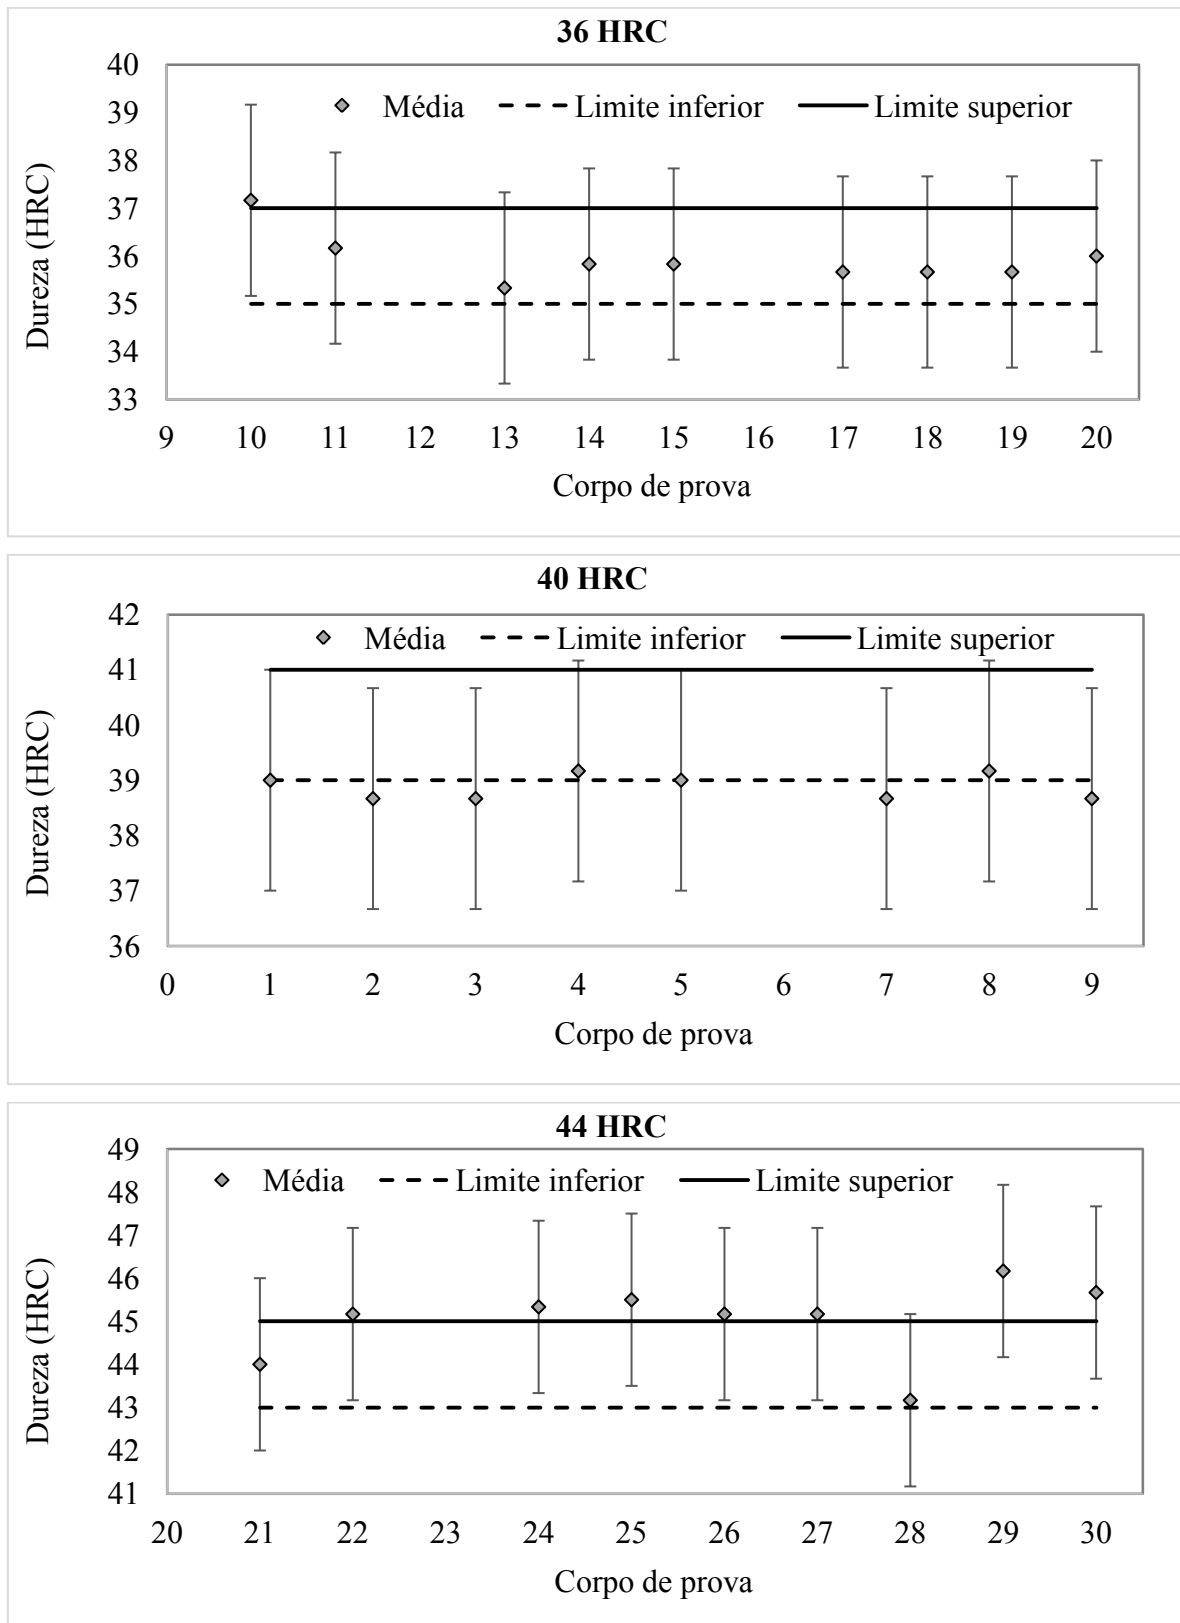 36 HRC
40
39
38
37
36
35
34
33
Dureza (HRC)
Média Limite inferior Limite superior
9 10 11 12 13 14 15 16 17 18 19 20
Corpo de prova
40 HRC
42
41
40
39
38
37
36
Dureza (HRC)
Média Limite inferior Limite superior
0 1 2 3 4 5 6 7 8 9
Corpo de prova
44 HRC
49
48
47
46
45
44
43
42
41
Dureza (HRC)
Média Limite inferior Limite superior
20 21 22 23 24 25 26 27 28 29 30
Corpo de prova